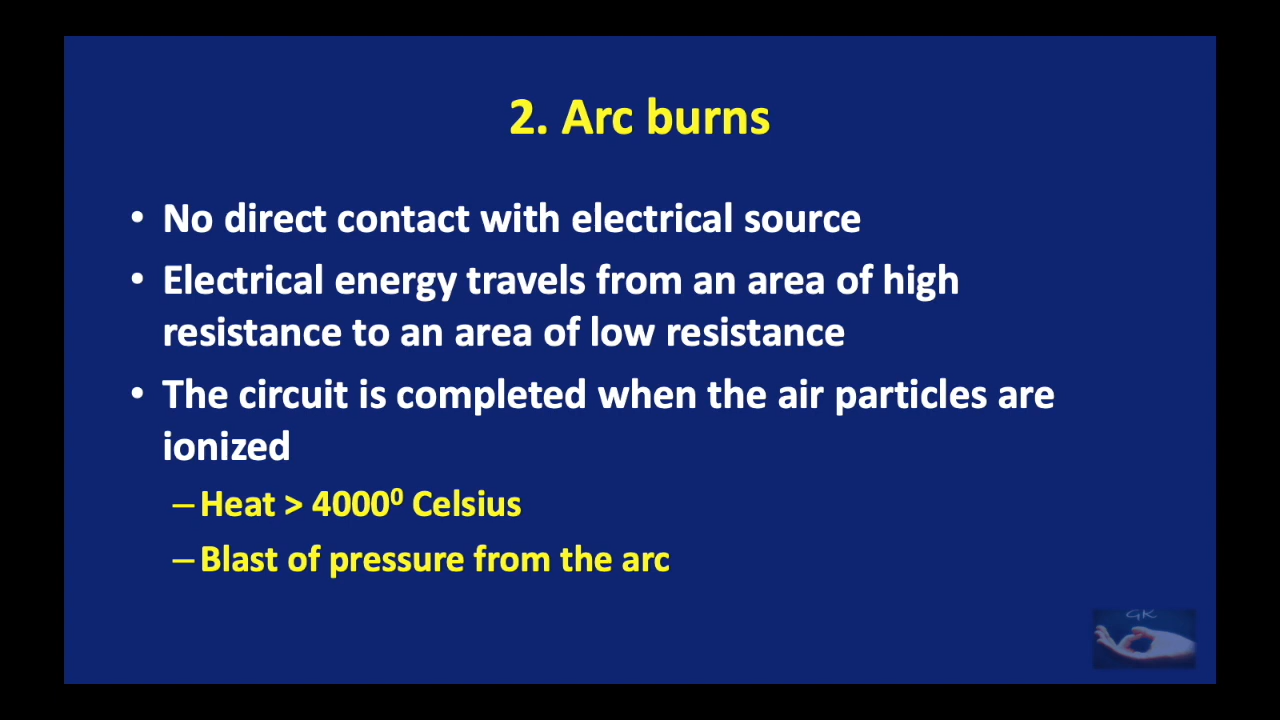 2. Arc burns
• No direct contact with electrical source
• Electrical energy travels from an area of high
resistance to an area of low resistance
• The circuit is completed when the air particles are
ionized
–Heat > 4000⁰ Celsius
–Blast of pressure from the arc
GK